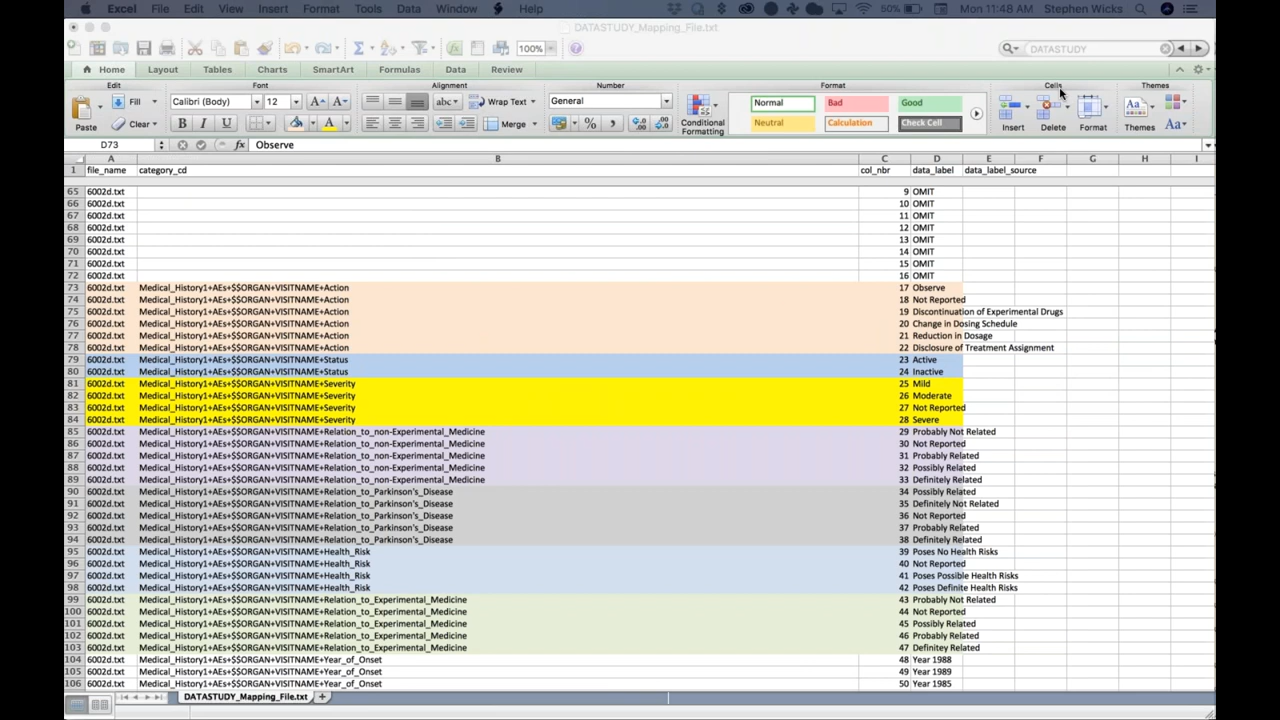 Excel File Edit View Insert Format Tools Data Window Help 60% Mon 11:48 AM Stephen Wicks
DATASTUDY_Mapping_File.txt
100% DATASTUDY
Home Layout Tables Charts SmartArt Formulas Data Review
Edit Font Alignment Number Format Cells Themes
Paste Fill Calibri (Body) 12 abc Wrap Text General Normal Bad Good
Clear B I U A Merge % Conditional Formatting Neutral Calculation Check Cell Insert Delete Format Themes Aa
D73 fx Observe
A B C D E F G H I
1 file_name category_cd col_nbr data_label data_label_source
65 6002d.txt 9 OMIT
66 6002d.txt 10 OMIT
67 6002d.txt 11 OMIT
68 6002d.txt 12 OMIT
69 6002d.txt 13 OMIT
70 6002d.txt 14 OMIT
71 6002d.txt 15 OMIT
72 6002d.txt 16 OMIT
73 6002d.txt Medical_History1+AEs+$$ORGAN+VISITNAME+Action 17 Observe
74 6002d.txt Medical_History1+AEs+$$ORGAN+VISITNAME+Action 18 Not Reported
75 6002d.txt Medical_History1+AEs+$$ORGAN+VISITNAME+Action 19 Discontinuation of Experimental Drugs
76 6002d.txt Medical_History1+AEs+$$ORGAN+VISITNAME+Action 20 Change in Dosing Schedule
77 6002d.txt Medical_History1+AEs+$$ORGAN+VISITNAME+Action 21 Reduction in Dosage
78 6002d.txt Medical_History1+AEs+$$ORGAN+VISITNAME+Action 22 Disclosure of Treatment Assignment
79 6002d.txt Medical_History1+AEs+$$ORGAN+VISITNAME+Status 23 Active
80 6002d.txt Medical_History1+AEs+$$ORGAN+VISITNAME+Status 24 Inactive
81 6002d.txt Medical_History1+AEs+$$ORGAN+VISITNAME+Severity 25 Mild
82 6002d.txt Medical_History1+AEs+$$ORGAN+VISITNAME+Severity 26 Moderate
83 6002d.txt Medical_History1+AEs+$$ORGAN+VISITNAME+Severity 27 Not Reported
84 6002d.txt Medical_History1+AEs+$$ORGAN+VISITNAME+Severity 28 Severe
85 6002d.txt Medical_History1+AEs+$$ORGAN+VISITNAME+Relation_to_non-Experimental_Medicine 29 Probably Not Related
86 6002d.txt Medical_History1+AEs+$$ORGAN+VISITNAME+Relation_to_non-Experimental_Medicine 30 Not Reported
87 6002d.txt Medical_History1+AEs+$$ORGAN+VISITNAME+Relation_to_non-Experimental_Medicine 31 Probably Related
88 6002d.txt Medical_History1+AEs+$$ORGAN+VISITNAME+Relation_to_non-Experimental_Medicine 32 Possibly Related
89 6002d.txt Medical_History1+AEs+$$ORGAN+VISITNAME+Relation_to_non-Experimental_Medicine 33 Definitely Related
90 6002d.txt Medical_History1+AEs+$$ORGAN+VISITNAME+Relation_to_Parkinson's_Disease 34 Possibly Related
91 6002d.txt Medical_History1+AEs+$$ORGAN+VISITNAME+Relation_to_Parkinson's_Disease 35 Definitely Not Related
92 6002d.txt Medical_History1+AEs+$$ORGAN+VISITNAME+Relation_to_Parkinson's_Disease 36 Not Reported
93 6002d.txt Medical_History1+AEs+$$ORGAN+VISITNAME+Relation_to_Parkinson's_Disease 37 Probably Related
94 6002d.txt Medical_History1+AEs+$$ORGAN+VISITNAME+Relation_to_Parkinson's_Disease 38 Definitely Related
95 6002d.txt Medical_History1+AEs+$$ORGAN+VISITNAME+Health_Risk 39 Poses No Health Risks
96 6002d.txt Medical_History1+AEs+$$ORGAN+VISITNAME+Health_Risk 40 Not Reported
97 6002d.txt Medical_History1+AEs+$$ORGAN+VISITNAME+Health_Risk 41 Poses Possible Health Risks
98 6002d.txt Medical_History1+AEs+$$ORGAN+VISITNAME+Health_Risk 42 Poses Definite Health Risks
99 6002d.txt Medical_History1+AEs+$$ORGAN+VISITNAME+Relation_to_Experimental_Medicine 43 Probably Not Related
100 6002d.txt Medical_History1+AEs+$$ORGAN+VISITNAME+Relation_to_Experimental_Medicine 44 Not Reported
101 6002d.txt Medical_History1+AEs+$$ORGAN+VISITNAME+Relation_to_Experimental_Medicine 45 Possibly Related
102 6002d.txt Medical_History1+AEs+$$ORGAN+VISITNAME+Relation_to_Experimental_Medicine 46 Probably Related
103 6002d.txt Medical_History1+AEs+$$ORGAN+VISITNAME+Relation_to_Experimental_Medicine 47 Definitey Related
104 6002d.txt Medical_History1+AEs+$$ORGAN+VISITNAME+Year_of_Onset 48 Year 1988
105 6002d.txt Medical_History1+AEs+$$ORGAN+VISITNAME+Year_of_Onset 49 Year 1989
106 6002d.txt Medical_History1+AEs+$$ORGAN+VISITNAME+Year_of_Onset 50 Year 1985
DATASTUDY_Mapping_File.txt